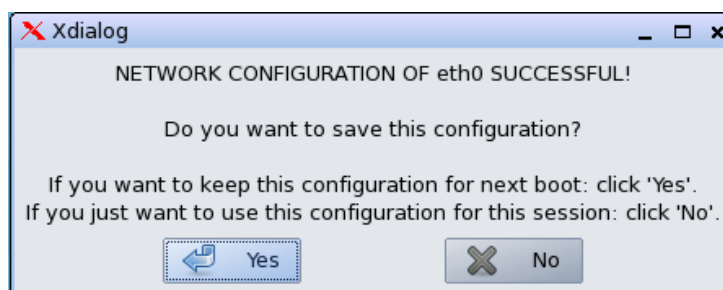 Xdialog
NETWORK CONFIGURATION OF eth0 SUCCESSFUL!
Do you want to save this configuration?
If you want to keep this configuration for next boot: click 'Yes'.
If you just want to use this configuration for this session: click 'No'.
Yes No